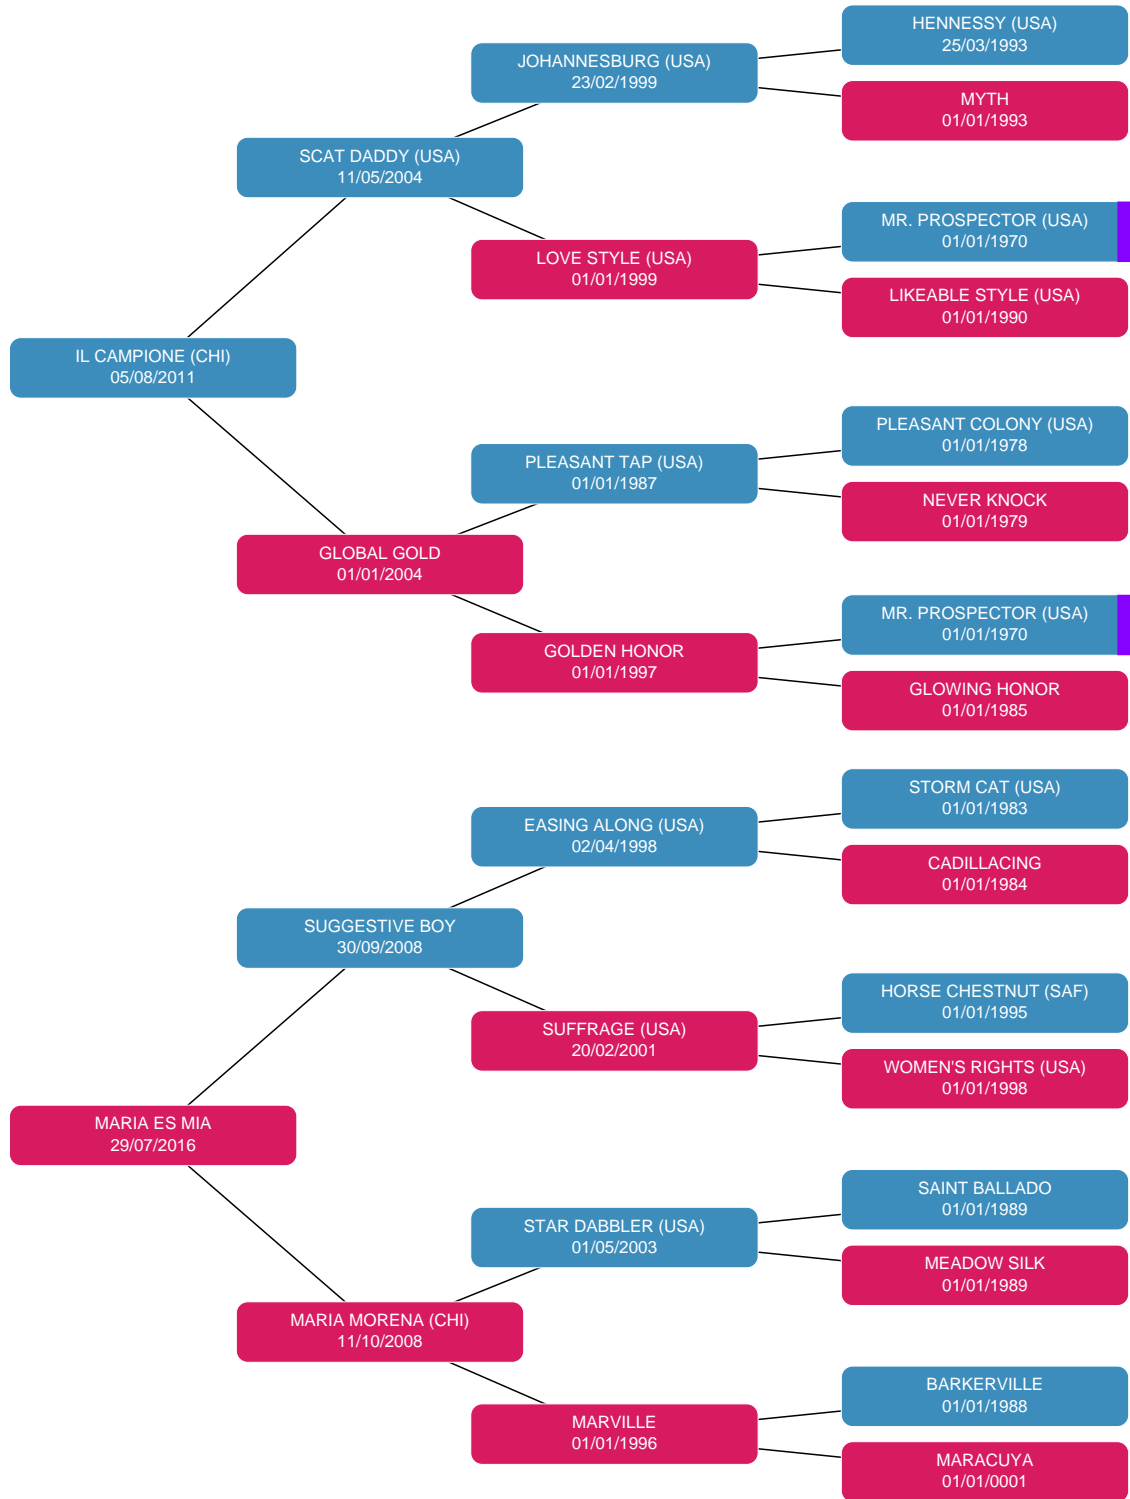 HENNESSY (USA)
25/03/1993
JOHANNESBURG (USA)
23/02/1999
MYTH
01/01/1993
SCAT DADDY (USA)
11/05/2004
MR. PROSPECTOR (USA)
01/01/1970
LOVE STYLE (USA)
01/01/1999
LIKEABLE STYLE (USA)
01/01/1990
IL CAMPIONE (CHI)
05/08/2011
PLEASANT COLONY (USA)
01/01/1978
PLEASANT TAP (USA)
01/01/1987
NEVER KNOCK
01/01/1979
GLOBAL GOLD
01/01/2004
MR. PROSPECTOR (USA)
01/01/1970
GOLDEN HONOR
01/01/1997
GLOWING HONOR
01/01/1985
STORM CAT (USA)
01/01/1983
EASING ALONG (USA)
02/04/1998
CADILLACING
01/01/1984
SUGGESTIVE BOY
30/09/2008
HORSE CHESTNUT (SAF)
01/01/1995
SUFFRAGE (USA)
20/02/2001
WOMEN'S RIGHTS (USA)
01/01/1998
MARIA ES MIA
29/07/2016
SAINT BALLADO
01/01/1989
STAR DABBLER (USA)
01/05/2003
MEADOW SILK
01/01/1989
MARIA MORENA (CHI)
11/10/2008
BARKERVILLE
01/01/1988
MARVILLE
01/01/1996
MARACUYA
01/01/0001